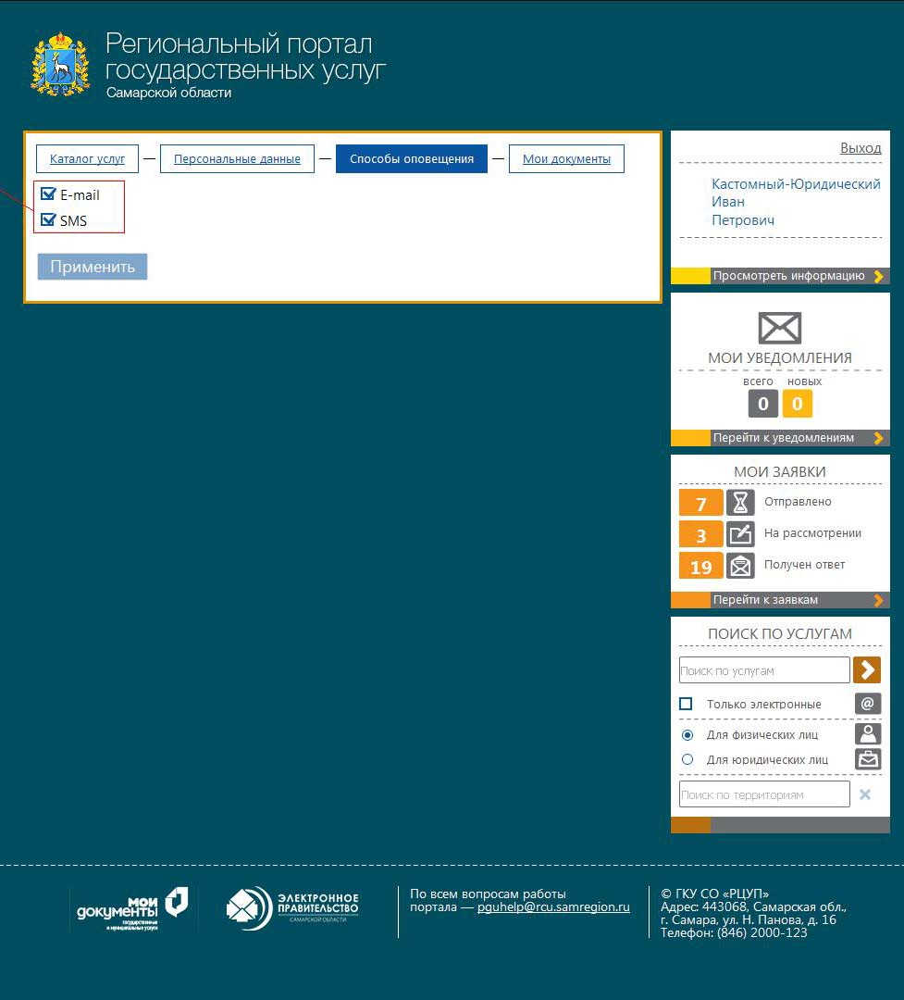 Региональный портал
государственных услуг
Самарской области
Каталог услуг — Персональные данные — Способы оповещения — Мои документы
E-mail
SMS
Применить
Выход
Кастомный-Юридический
Иван
Петрович
Просмотреть информацию
МОИ УВЕДОМЛЕНИЯ
всего новых
0 0
Перейти к уведомлениям
МОИ ЗАЯВКИ
7 Отправлено
3 На рассмотрении
19 Получен ответ
Перейти к заявкам
ПОИСК ПО УСЛУГАМ
Поиск по услугам
Только электронные @
Для физических лиц
Для юридических лиц
Поиск по территориям
мои
документы
государственные
и муниципальные услуги
ЭЛЕКТРОННОЕ
ПРАВИТЕЛЬСТВО
САМАРСКОЙ ОБЛАСТИ
По всем вопросам работы
портала — pguhelp@rcu.samregion.ru
© ГКУ СО «РЦУП»
Адрес: 443068, Самарская обл.,
г. Самара, ул. Н. Панова, д. 16
Телефон: (846) 2000-123